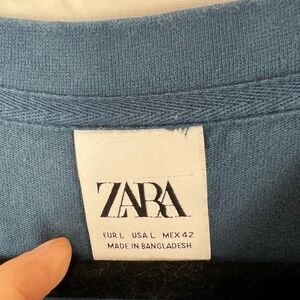 ZARA
EUR L USA L MEX 42
MADE IN BANGLADESH